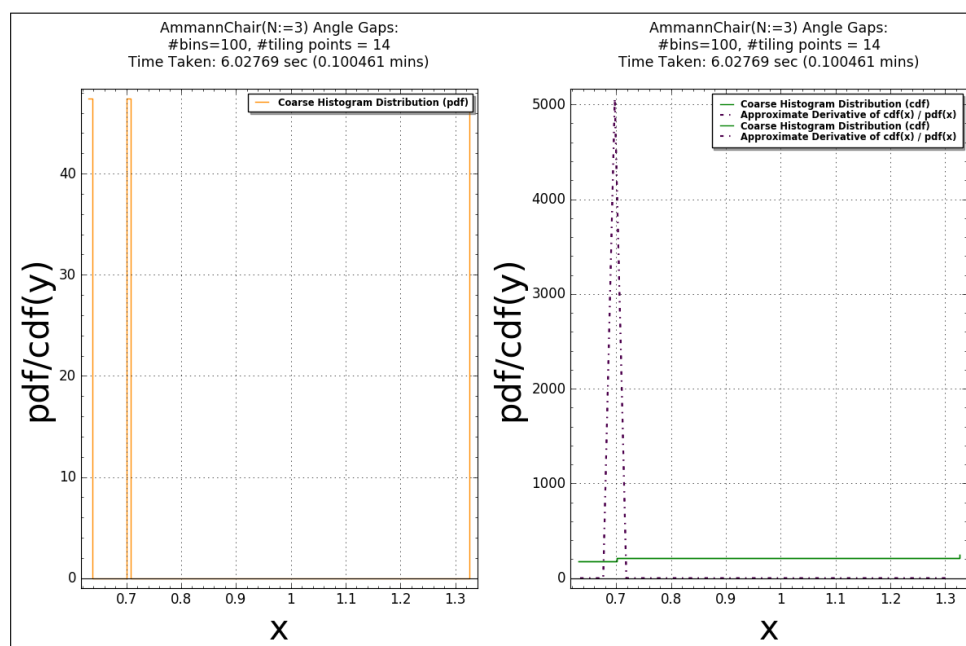 AmmannChair(N:=3) Angle Gaps:
#bins=100, #tiling points = 14
Time Taken: 6.02769 sec (0.100461 mins)
Coarse Histogram Distribution (pdf)
pdf/cdf(y)
40
30
20
10
0
0.7
0.8
0.9
1
1.1
1.2
1.3
x
AmmannChair(N:=3) Angle Gaps:
#bins=100, #tiling points = 14
Time Taken: 6.02769 sec (0.100461 mins)
Coarse Histogram Distribution (cdf)
Approximate Derivative of cdf(x) / pdf(x)
Coarse Histogram Distribution (cdf)
Approximate Derivative of cdf(x) / pdf(x)
pdf/cdf(y)
5000
4000
3000
2000
1000
0
0.7
0.8
0.9
1
1.1
1.2
1.3
x